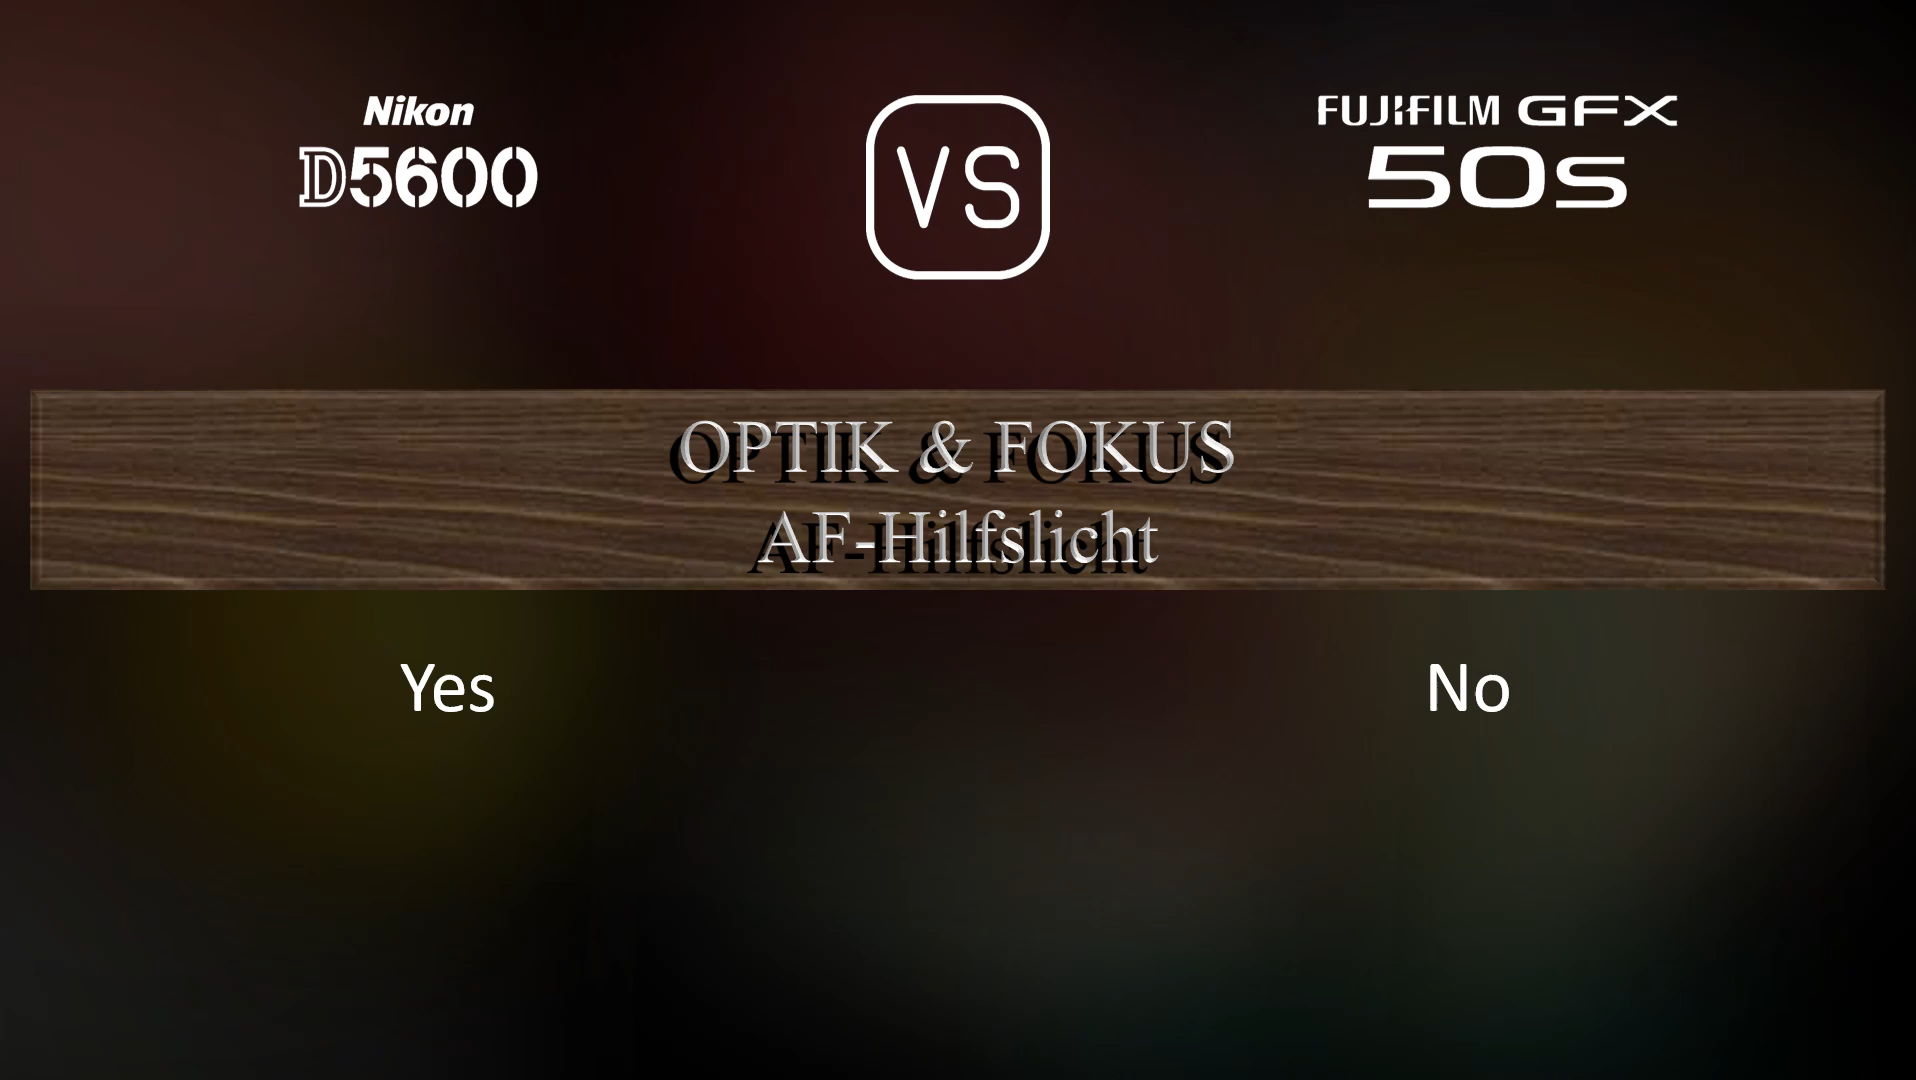 Nikon
D5600
VS
FUJIFILM GFX
50S
OPTIK & FOKUS
AF-Hilfslicht
Yes
No